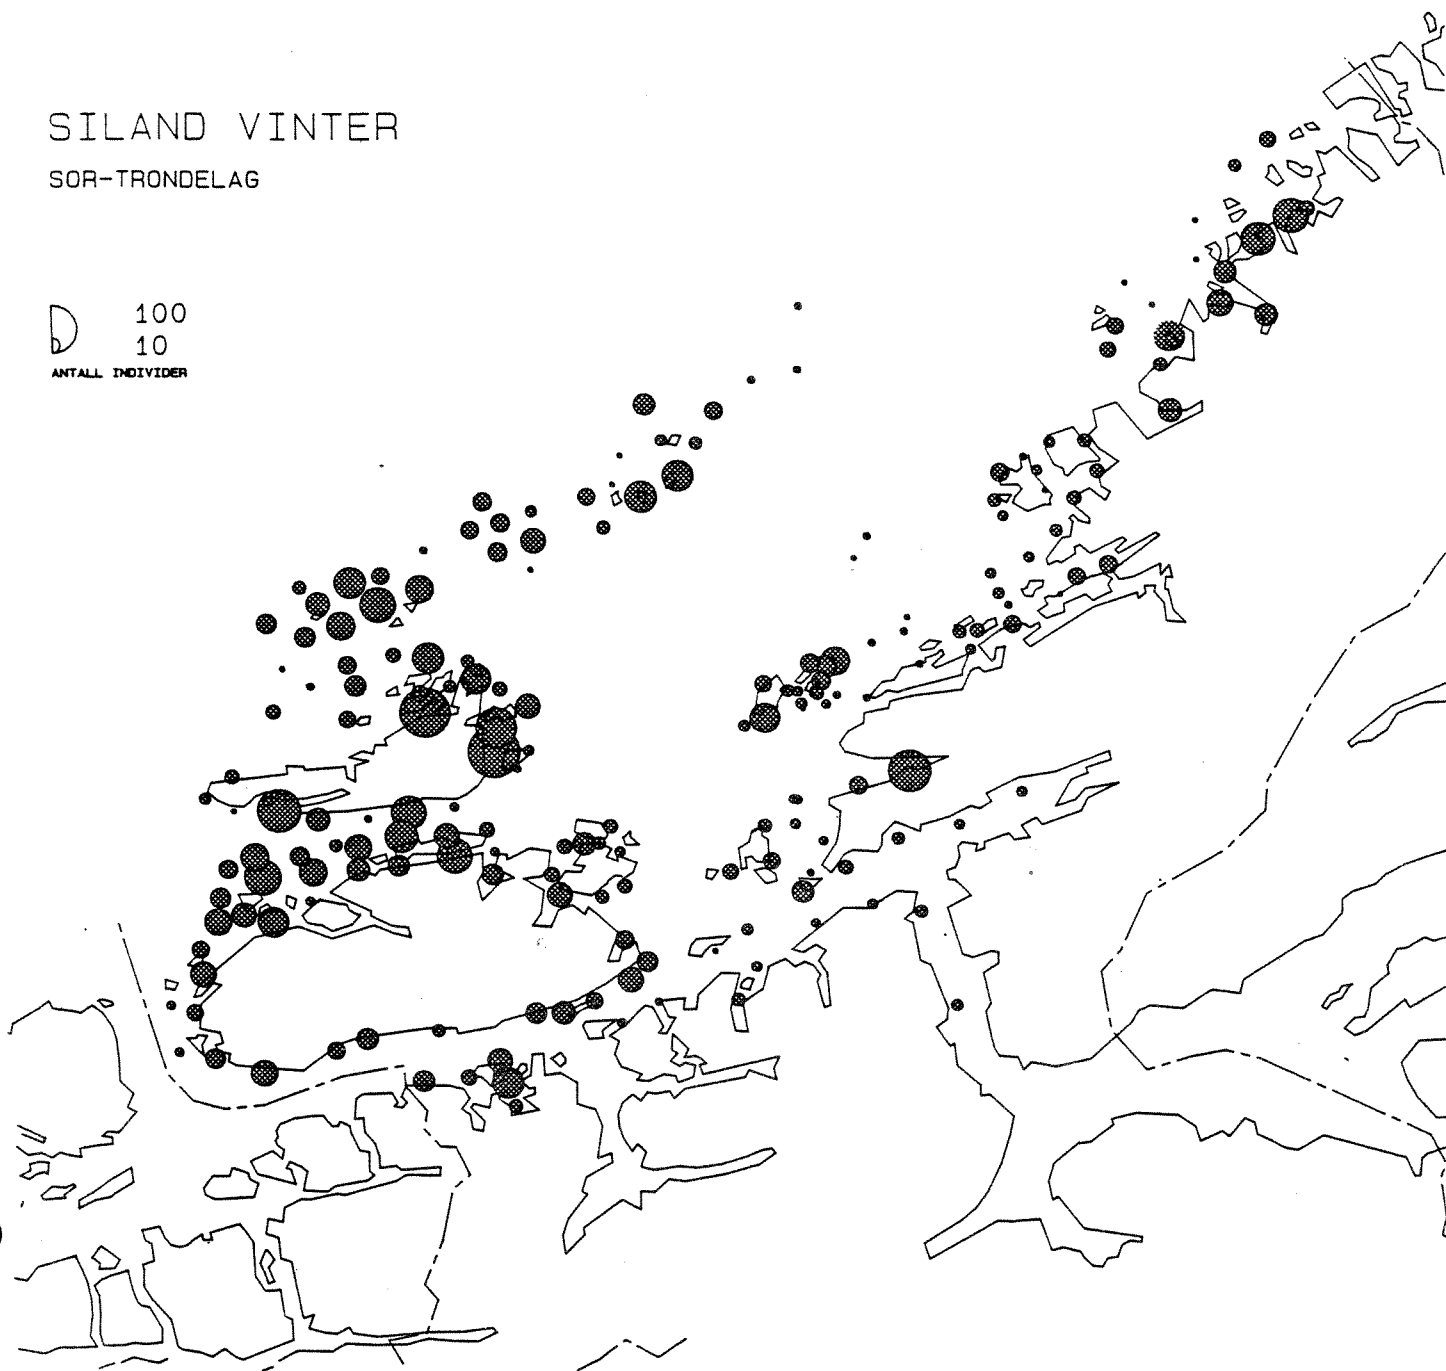 SILAND VINTER
SOR-TRONDELAG
100
10
ANTALL INDIVIDER